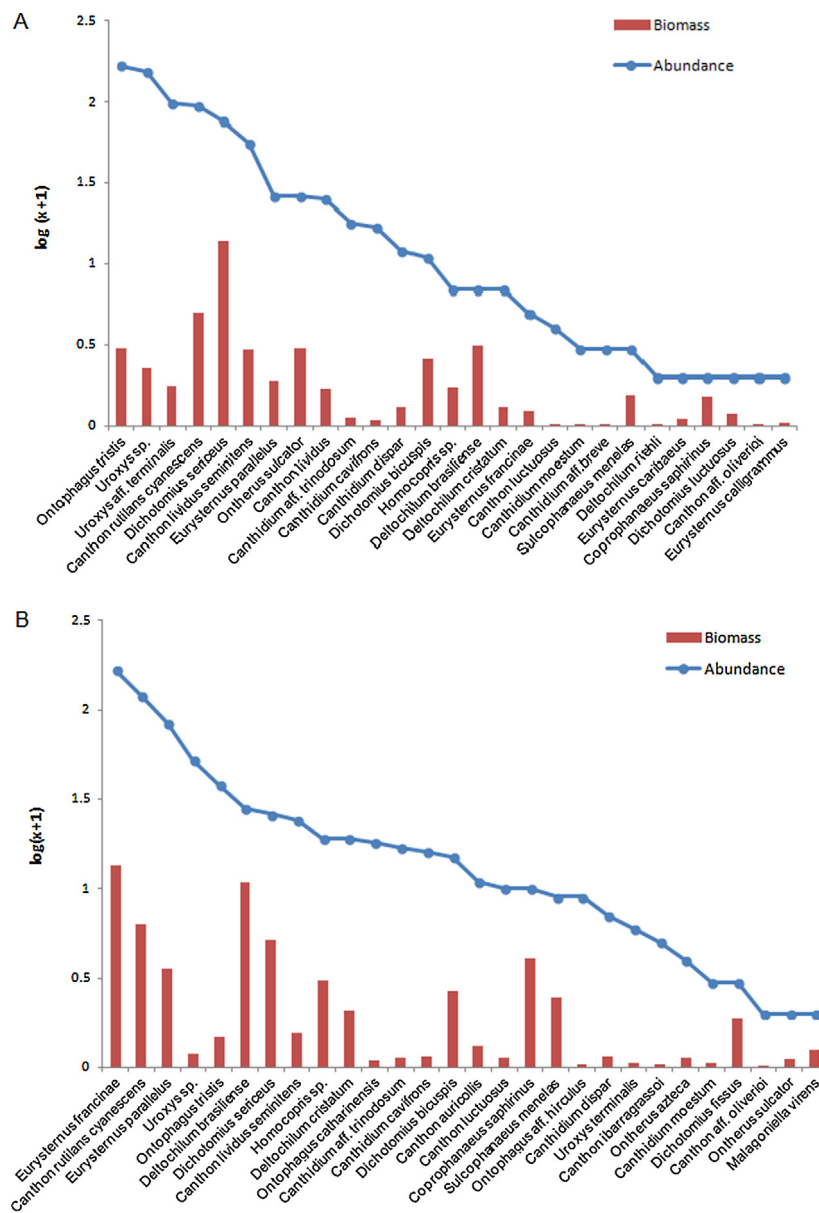 A
2.5
2
1.5
1
0.5
0
log (x+1)
Biomass
Abundance
Ontophagus tristis
Uroxys sp.
Uroxys aff. terminalis
Canthon rutilans cyanescens
Dichotomius sericeus
Canthon lividus seminitens
Eurysternus parallelus
Ontherus sulcator
Canthon lividus
Canthidium aff. trinodosum
Canthidium cavifrons
Canthidium dispar
Dichotomius bicuspis
Homocopris sp.
Deltochilum brasiliense
Deltochilum cristatum
Eurysternus francinae
Canthon luctuosus
Canthidium moestum
Canthidium aff. breve
Sulcophanaeus menelas
Deltochilum riehli
Eurysternus caribaeus
Coprophanaeus saphirinus
Dichotomius luctuosus
Canthon aff. oliverioi
Eurysternus calligrammus
B
2.5
2
1.5
1
0.5
0
log(x+1)
Biomass
Abundance
Eurysternus francinae
Canthon rutilans cyanescens
Eurysternus parallelus
Uroxys sp.
Ontophagus tristis
Deltochilum brasiliense
Dichotomius sericeus
Canthon lividus seminitens
Homocopris sp.
Deltochilum cristatum
Ontophagus catharinensis
Canthidium aff. trinodosum
Canthidium cavifrons
Dichotomius bicuspis
Canthon auricollis
Canthon luctuosus
Coprophanaeus saphirinus
Sulcophanaeus menelas
Ontophagus aff. hirculus
Canthidium dispar
Uroxys terminalis
Canthon ibarragrassoi
Ontherus azteca
Canthidium moestum
Dichotomius fissus
Canthon aff. oliverioi
Ontherus sulcator
Malagoniella virens